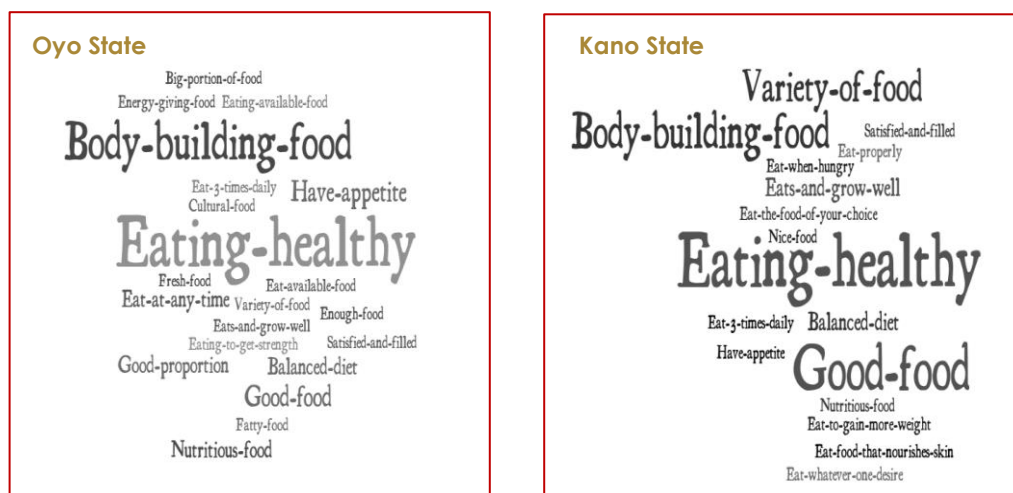 Oyo State
Big-portion-of-food
Energy-giving-food Eating-available-food
Body-building-food
Eat-3-times-daily Have-appetite
Cultural-food
Eating-healthy
Fresh-food Eat-available-food
Eat-at-any-time Variety-of-food Enough-food
Eats-and-grow-well
Eating-to-get-strength Satisfied-and-filled
Good-proportion Balanced-diet
Good-food
Fatty-food
Nutritious-food
Kano State
Variety-of-food
Body-building-food Satisfied-and-filled
Eat-properly
Eat-when-hungry
Eats-and-grow-well
Eat-the-food-of-your-choice
Nice-food
Eating-healthy
Eat-3-times-daily Balanced-diet
Have-appetite
Good-food
Nutritious-food
Eat-to-gain-more-weight
Eat-food-that-nourishes-skin
Eat-whatever-one-desire